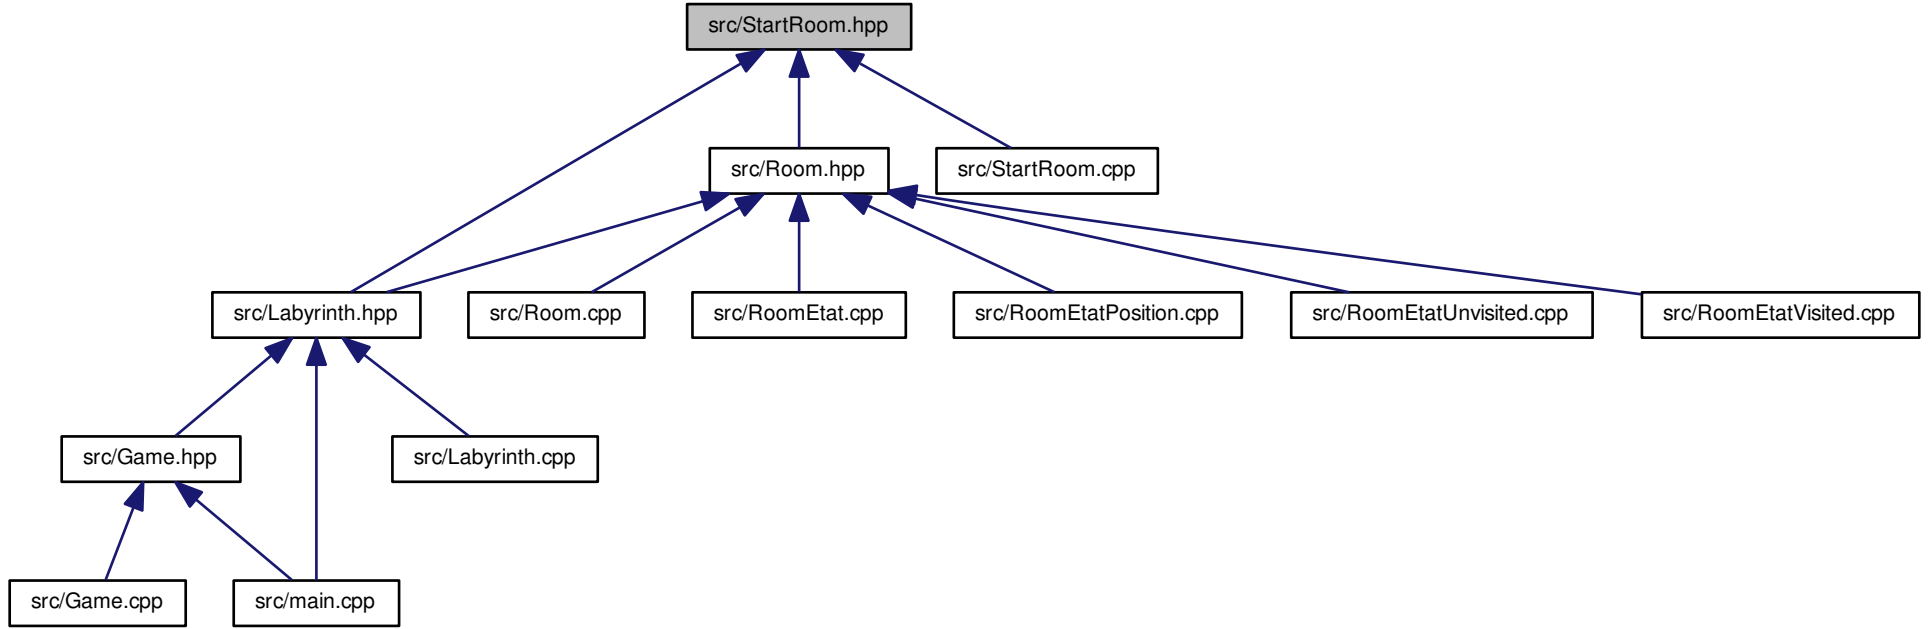 src/StartRoom.hpp
src/Room.hpp
src/StartRoom.cpp
src/Labyrinth.hpp
src/Room.cpp
src/RoomEtat.cpp
src/RoomEtatPosition.cpp
src/RoomEtatUnvisited.cpp
src/RoomEtatVisited.cpp
src/Game.hpp
src/Labyrinth.cpp
src/Game.cpp
src/main.cpp